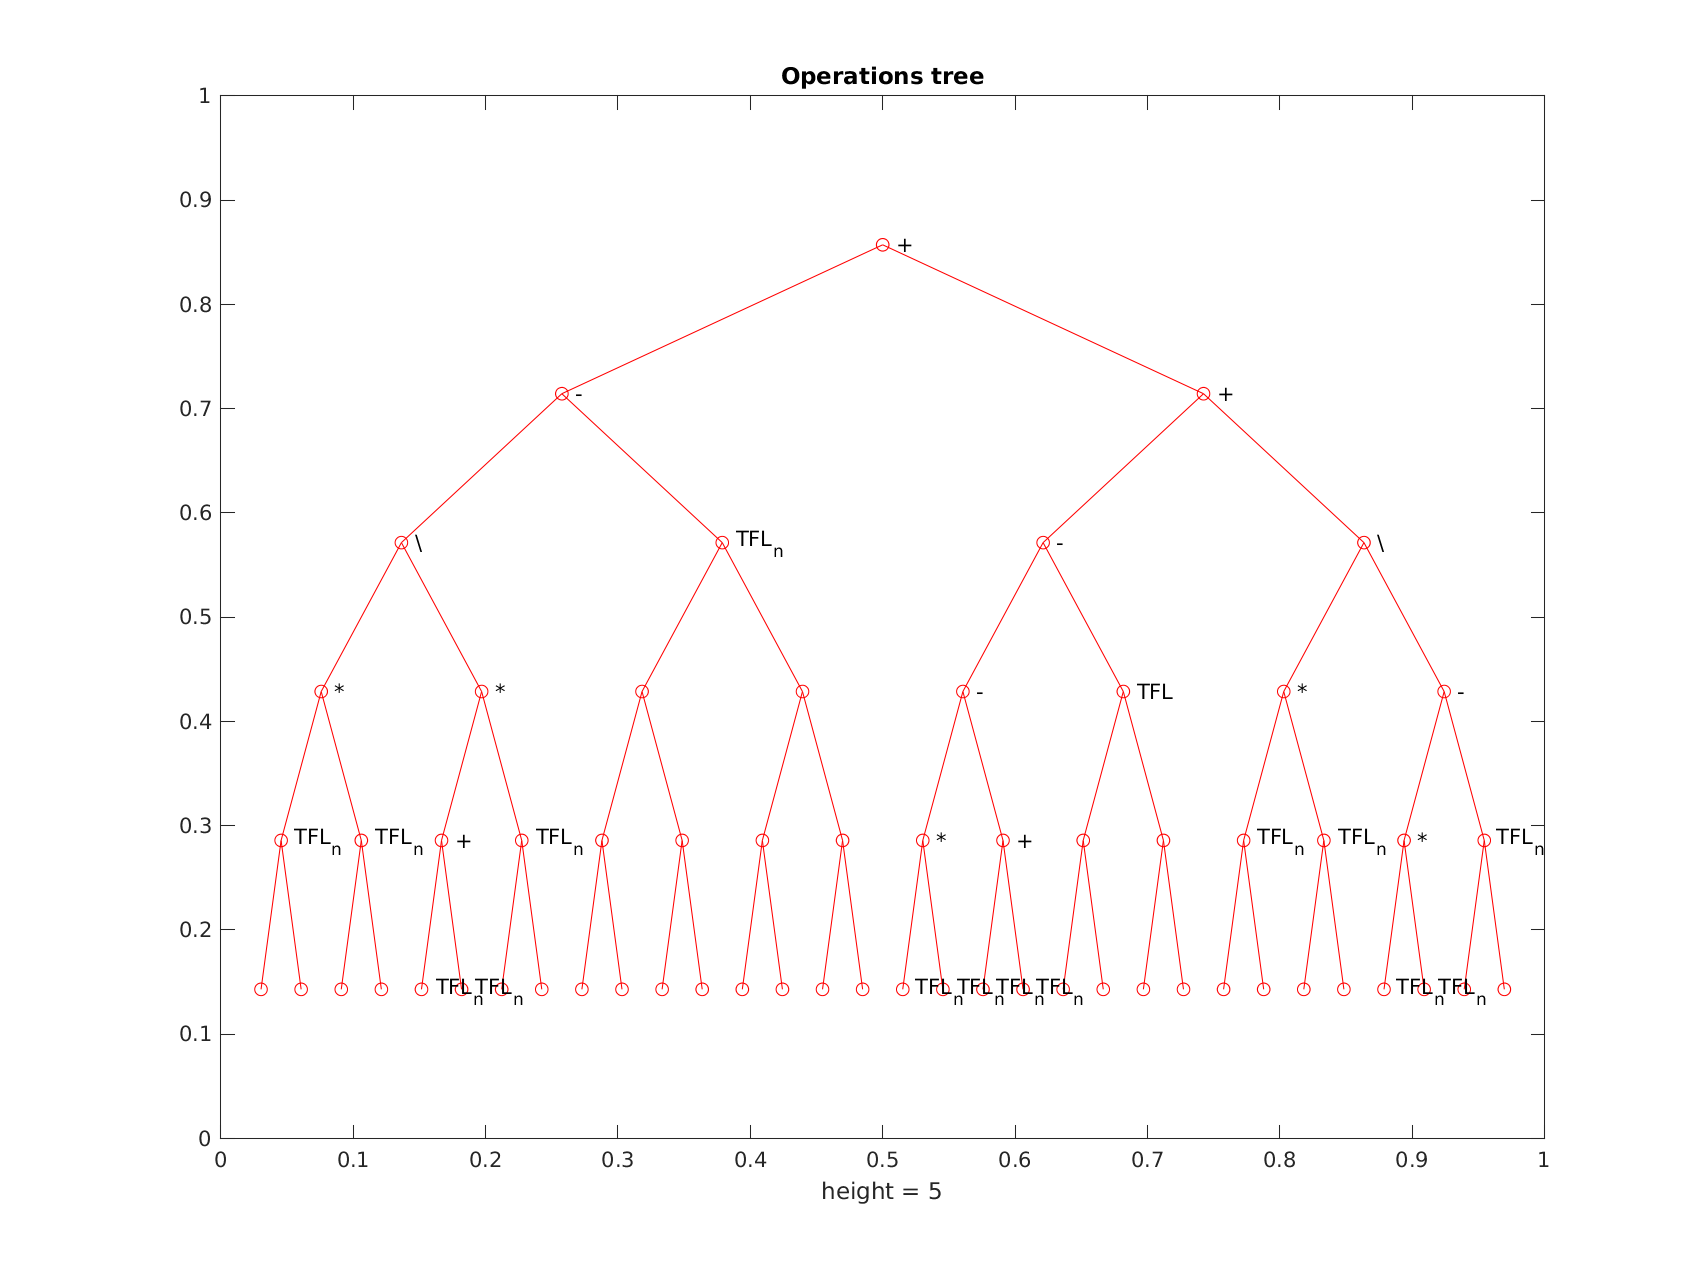 Operations tree
1
+
0.9
0.8
- +
0.7
\ TFLn - \
0.6
0.5
* * - TFL * -
0.4
TFLn TFLn + TFLn * + TFLn TFLn * TFLn
0.3
0.2
TFLn TFLn TFLn TFLn TFLn TFLn TFLn TFLn
0.1
0
0 0.1 0.2 0.3 0.4 0.5 0.6 0.7 0.8 0.9 1
height = 5